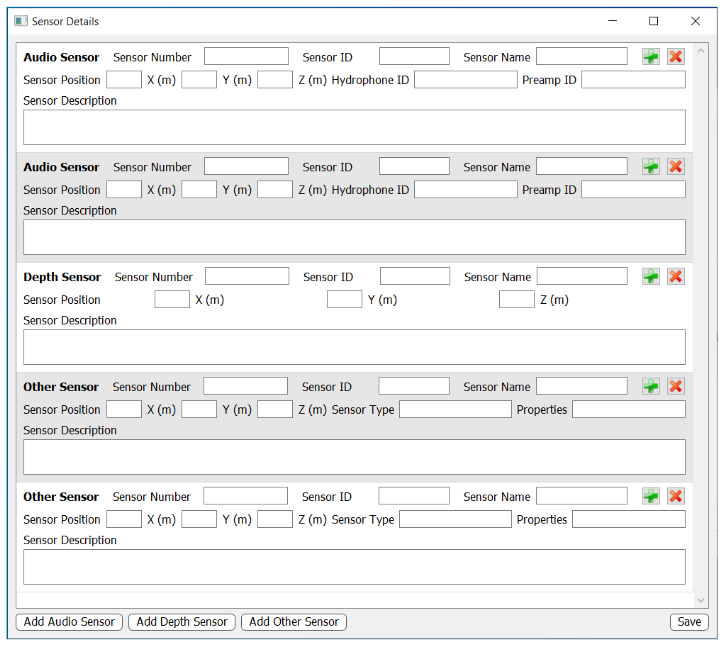 Sensor Details
Audio Sensor Sensor Number Sensor ID Sensor Name
Sensor Position X (m) Y (m) Z (m) Hydrophone ID Preamp ID
Sensor Description
Audio Sensor Sensor Number Sensor ID Sensor Name
Sensor Position X (m) Y (m) Z (m) Hydrophone ID Preamp ID
Sensor Description
Depth Sensor Sensor Number Sensor ID Sensor Name
Sensor Position X (m) Y (m) Z (m)
Sensor Description
Other Sensor Sensor Number Sensor ID Sensor Name
Sensor Position X (m) Y (m) Z (m) Sensor Type Properties
Sensor Description
Other Sensor Sensor Number Sensor ID Sensor Name
Sensor Position X (m) Y (m) Z (m) Sensor Type Properties
Sensor Description
Add Audio Sensor Add Depth Sensor Add Other Sensor Save